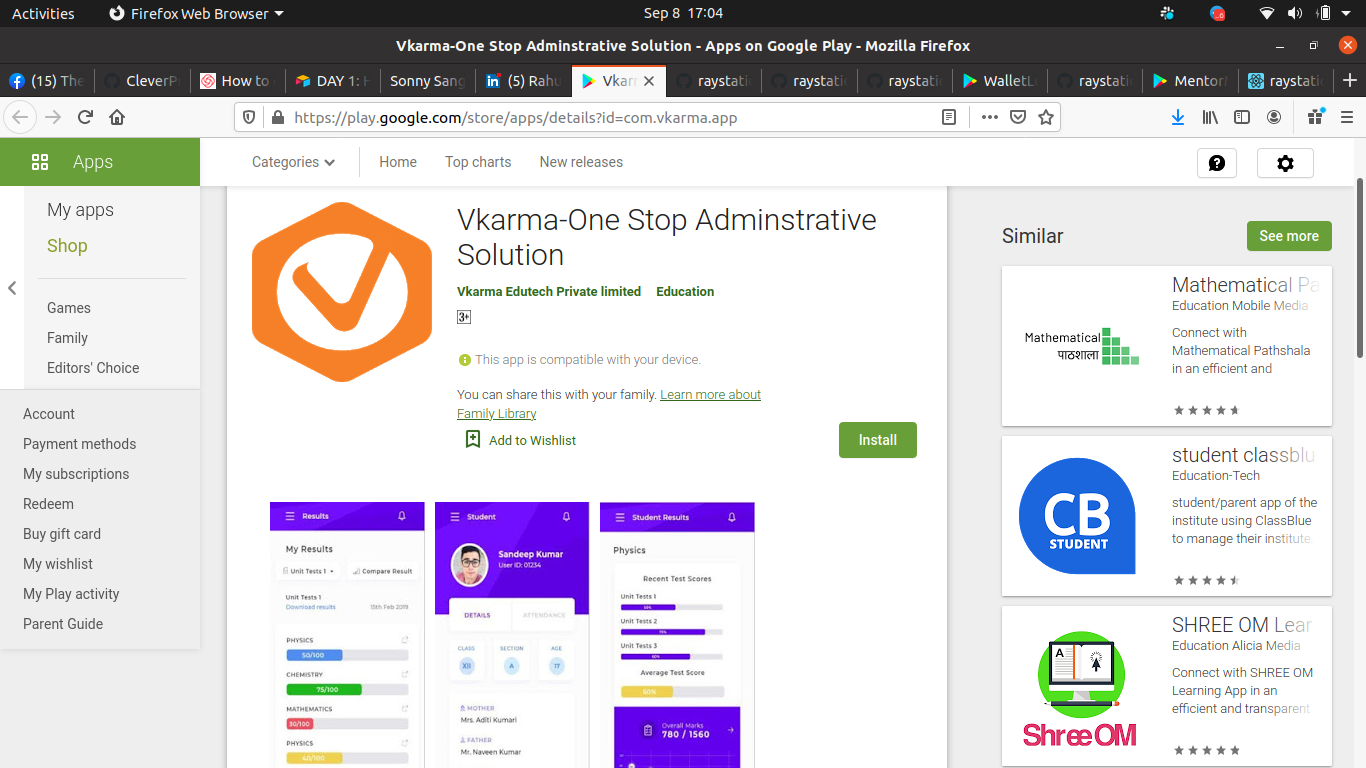 Activities
Firefox Web Browser
Sep 8 17:04
Vkarma-One Stop Adminstrative Solution - Apps on Google Play - Mozilla Firefox
(15) The
CleverP
How to
DAY 1: H
Sonny Sang
(5) Rahu
Vkarm
raystatic
raystatic
raystatic
WalletL
raystatic
Mentor
raystatic
https://play.google.com/store/apps/details?id=com.vkarma.app
Apps
Categories
Home
Top charts
New releases
My apps
Shop
Games
Family
Editors' Choice
Account
Payment methods
My subscriptions
Redeem
Buy gift card
My wishlist
My Play activity
Parent Guide
Vkarma-One Stop Adminstrative
Solution
Vkarma Edutech Private limited Education
3+
This app is compatible with your device.
You can share this with your family. Learn more about
Family Library
Add to Wishlist
Install
Results
My Results
Unit Tests 1
Compare Result
Unit Tests 1
Download results
15th Feb 2019
PHYSICS
50/100
CHEMISTRY
75/100
MATHEMATICS
30/100
PHYSICS
40/100
Student
Sandeep Kumar
User ID: 01234
DETAILS
ATTENDANCE
CLASS
SECTION
AGE
XII
A
17
MOTHER
Mrs. Aditi Kumari
FATHER
Mr. Naveen Kumar
Student Results
Physics
Recent Test Scores
Unit Tests 1
Unit Tests 2
Unit Tests 3
Average Test Score
Overall Marks
780 / 1560
Similar
See more
Mathematical
पाठशाला
Mathematical Pa
Education Mobile Media
Connect with
Mathematical Pathshala
in an efficient and
CB
STUDENT
student classblu
Education-Tech
student/parent app of the
institute using ClassBlue
to manage their institute.
A
Shree OM
SHREE OM Lear
Education Alicia Media
Connect with SHREE OM
Learning App in an
efficient and transparent